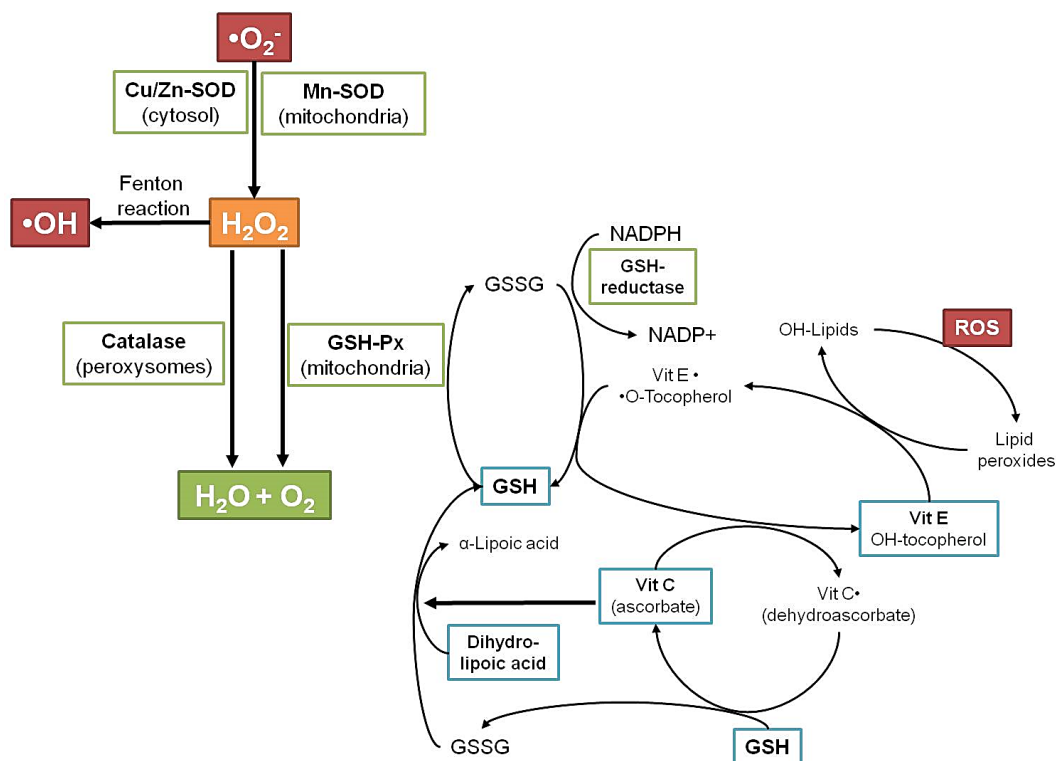 •O₂⁻
Cu/Zn-SOD
(cytosol)
Mn-SOD
(mitochondria)
Fenton
reaction
•OH
H₂O₂
NADPH
GSH-
reductase
GSSG
NADP+
OH-Lipids
ROS
Catalase
(peroxysomes)
GSH-Px
(mitochondria)
Vit E •
•O-Tocopherol
Lipid
peroxides
H₂O + O₂
GSH
Vit E
OH-tocopherol
α-Lipoic acid
Vit C
(ascorbate)
Vit C•
(dehydroascorbate)
Dihydro-
lipoic acid
GSSG
GSH